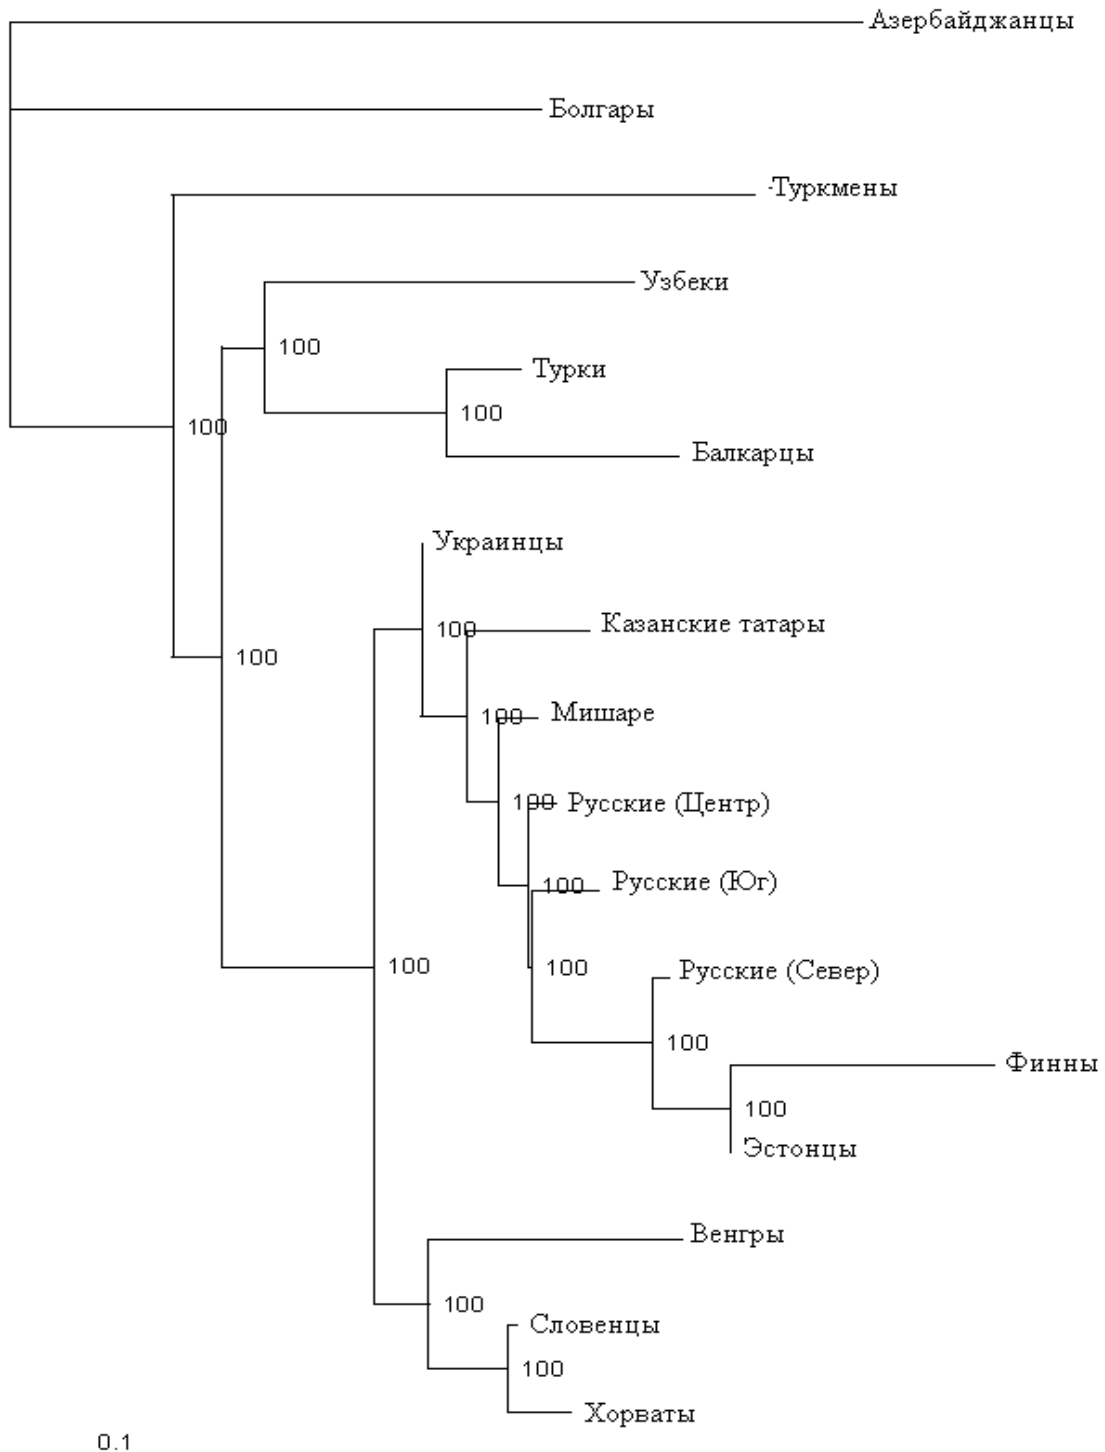 Азербайджанцы
Болгары
-Туркмены
Узбеки
100
Турки
100
100
Балкарцы
Украинцы
100
Казанские татары
100
100
Мишаре
100
Русские (Центр)
100
Русские (Юг)
100
100
Русские (Север)
100
Финны
100
Эстонцы
Венгры
100
Словенцы
100
Хорваты
0.1